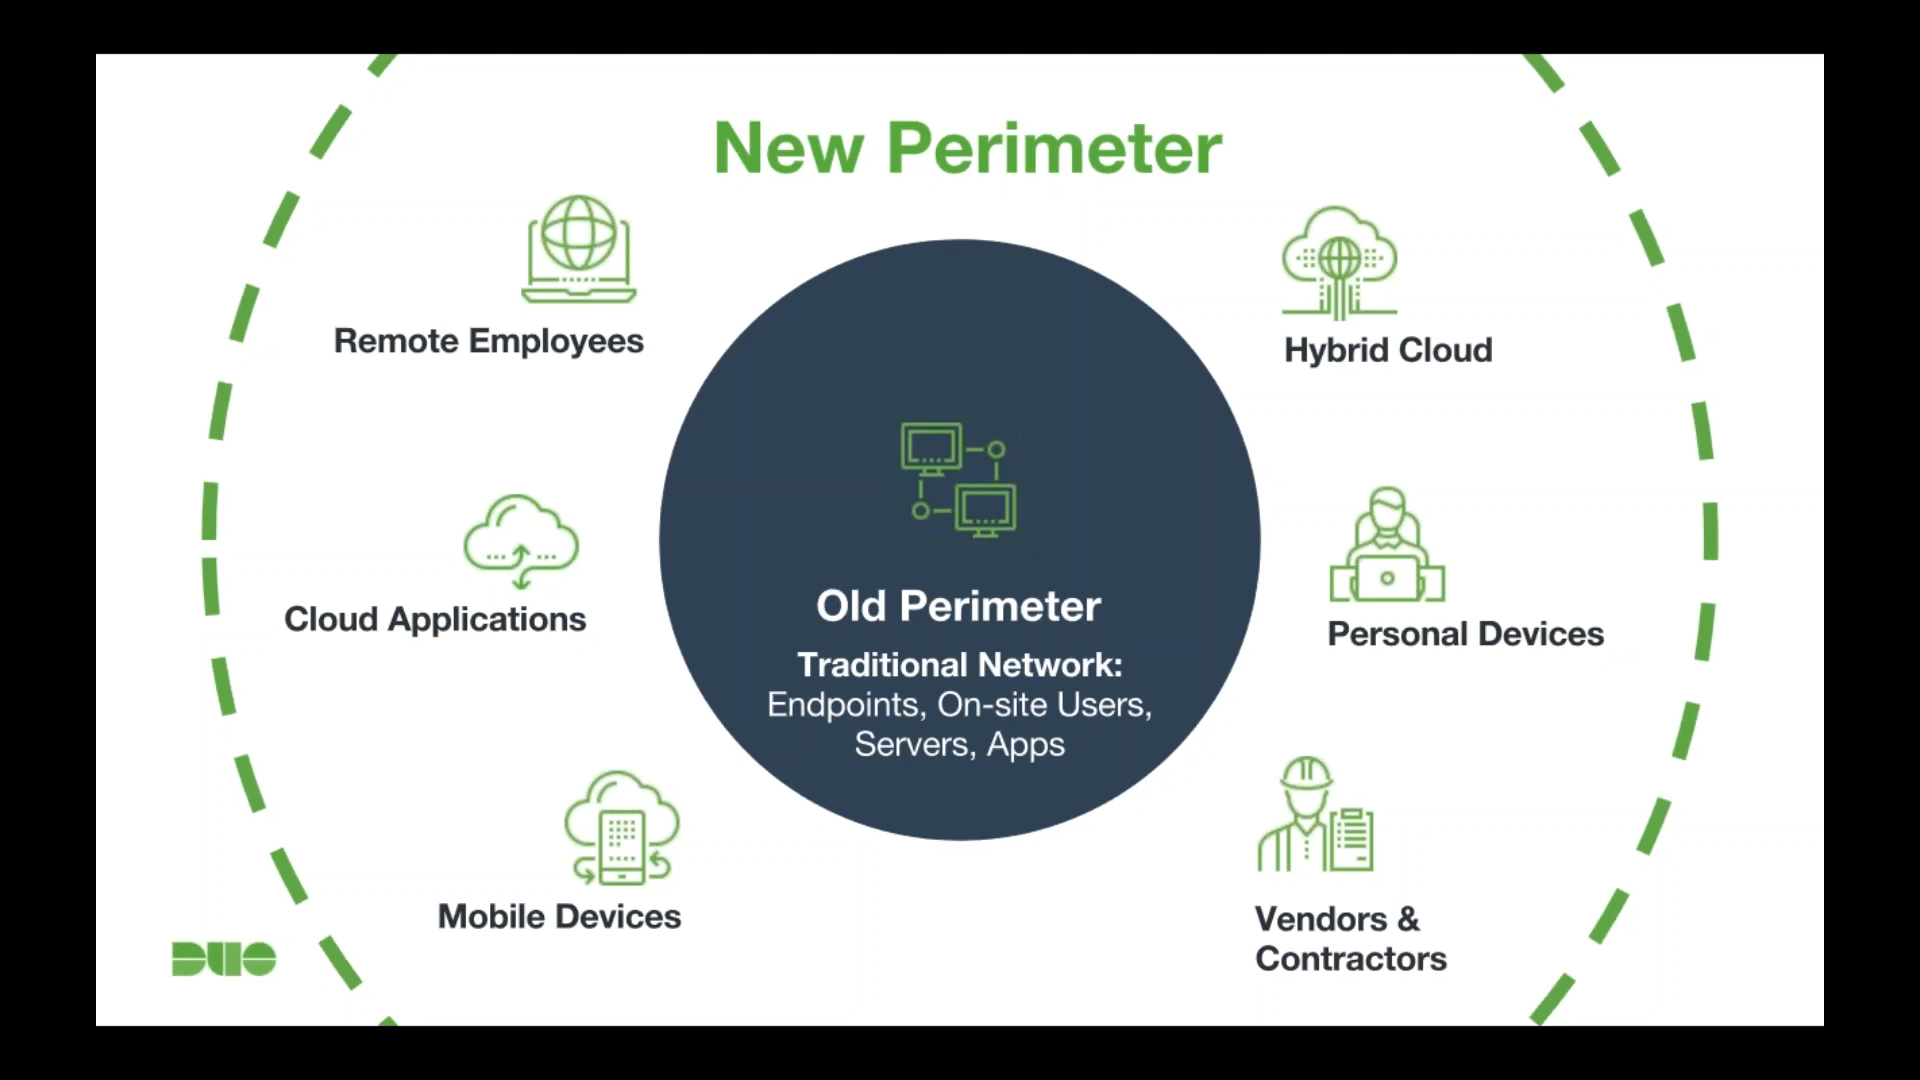 New Perimeter
Remote Employees
Hybrid Cloud
Cloud Applications
Old Perimeter
Traditional Network:
Endpoints, On-site Users,
Servers, Apps
Personal Devices
Mobile Devices
Vendors &
Contractors
DUO